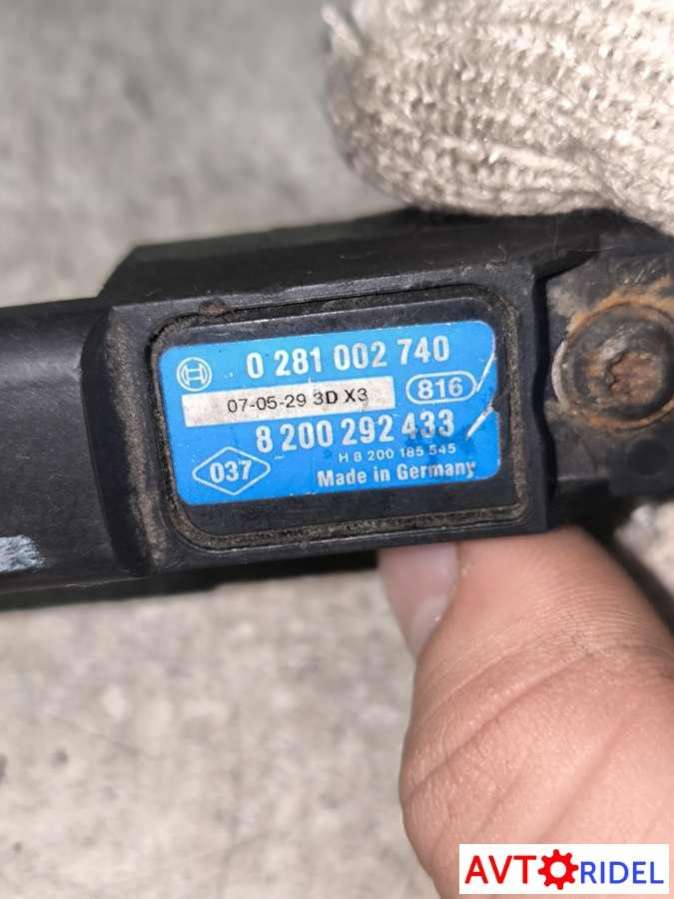 0 281 002 740
07-05-29 3D X3
816
8 200 292 433
H 8 200 185 545
037
Made in Germany
AVTORIDEL